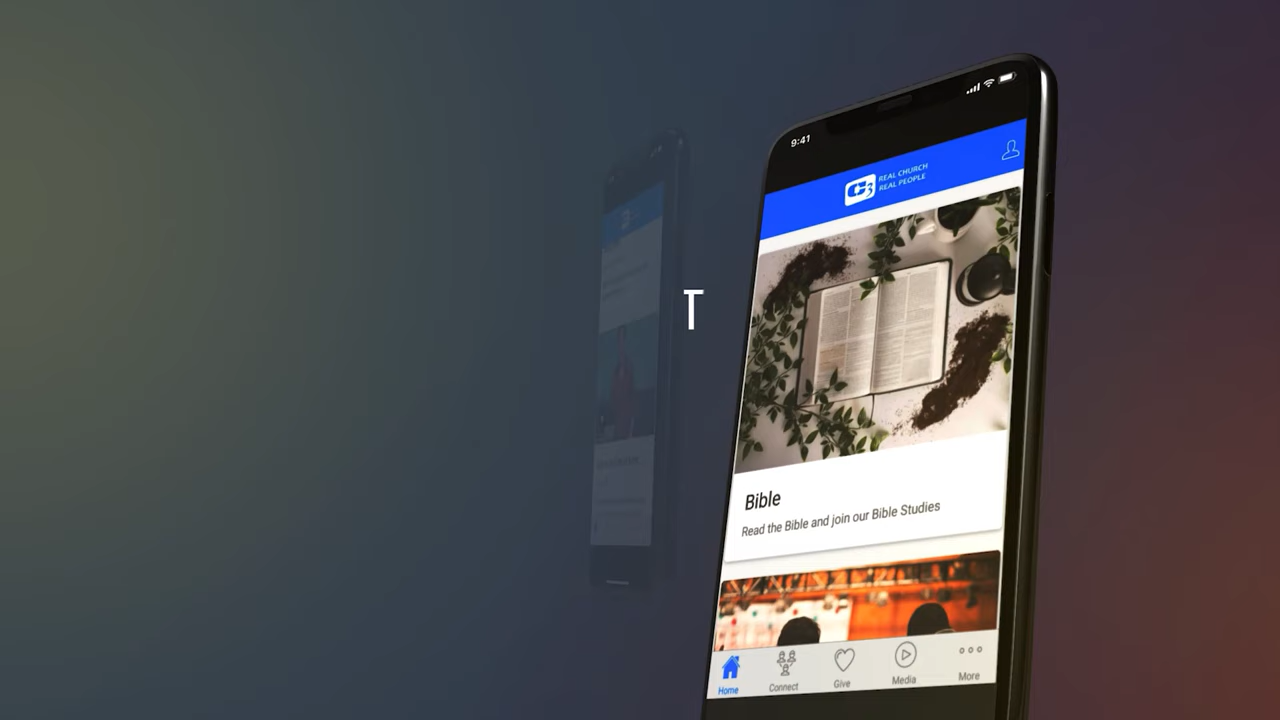 9:41
C3
REAL CHURCH
REAL PEOPLE
T
Bible
Read the Bible and join our Bible Studies
Home
Connect
Give
Media
More